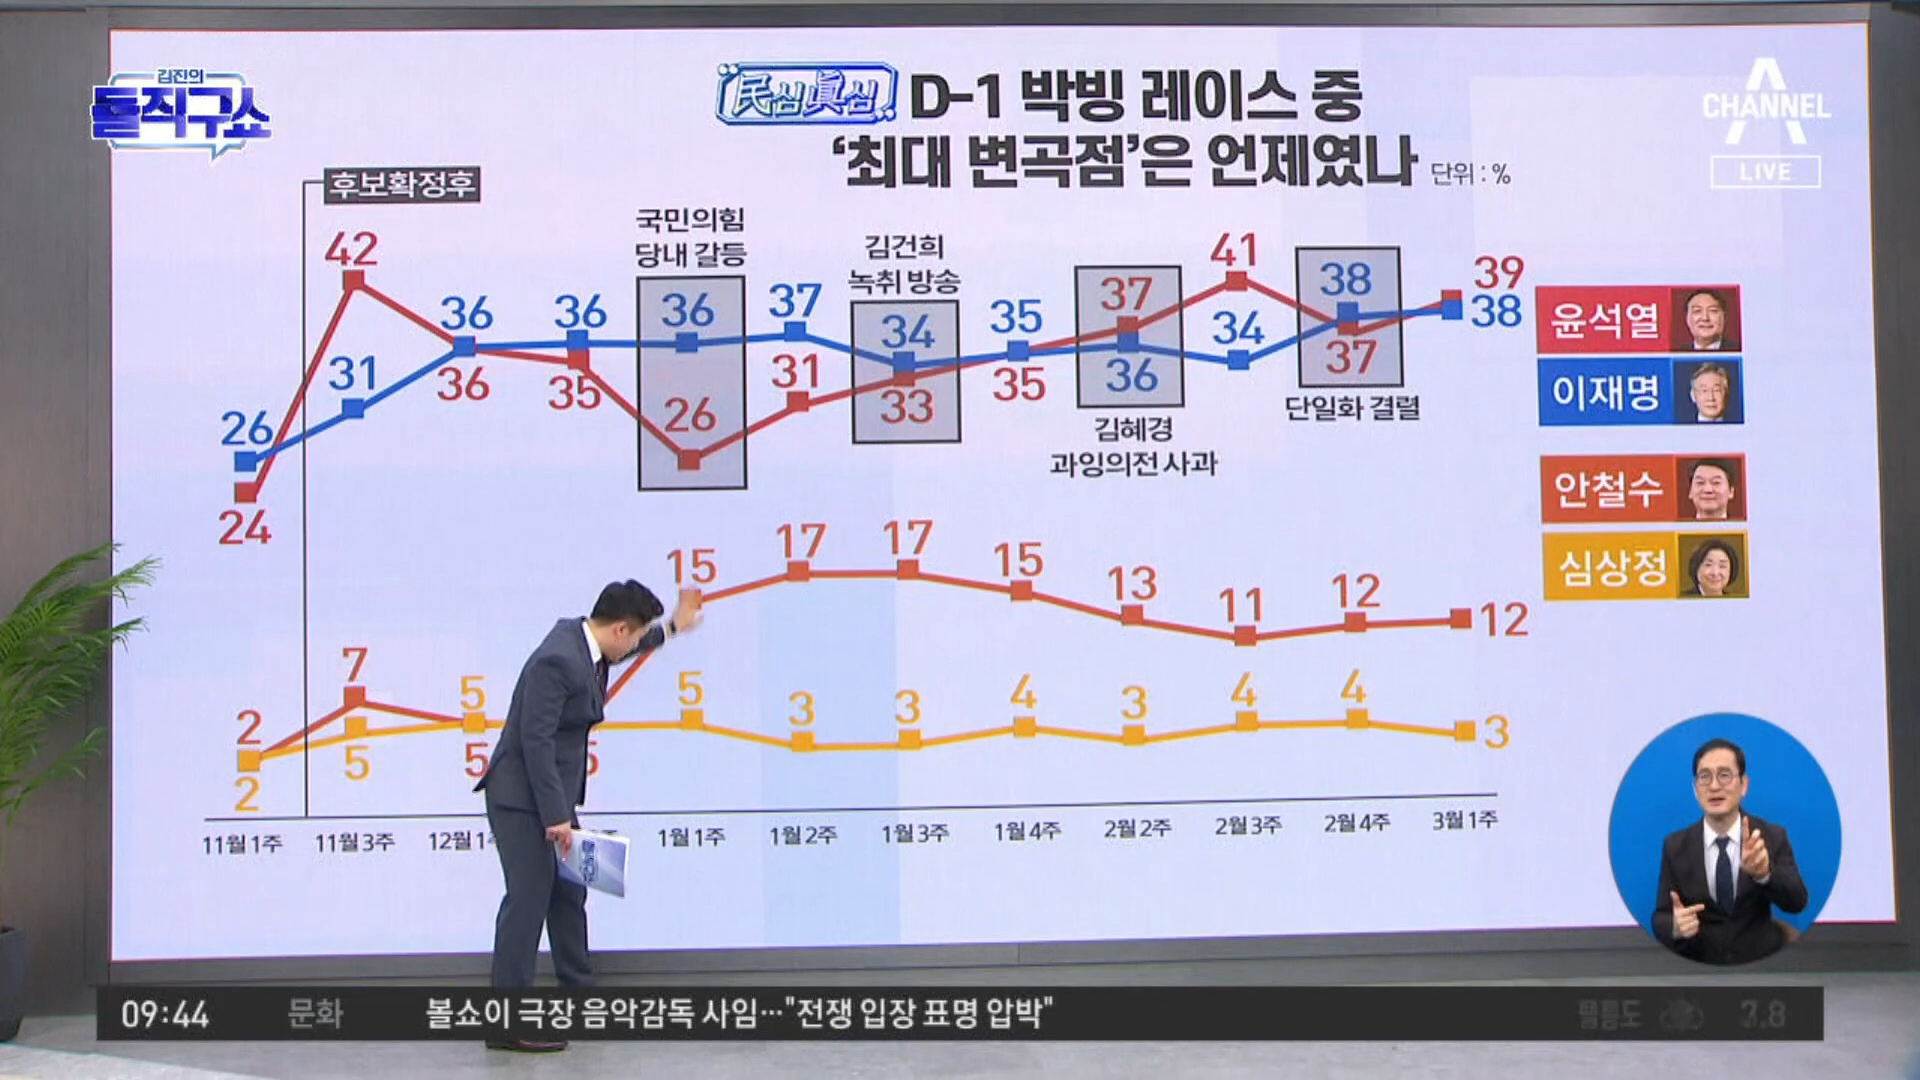 김진의
돌직구쇼
CHANNEL A
LIVE
民심眞심
D-1 박빙 레이스 중
‘최대 변곡점’은 언제였나 단위 : %
후보확정후
국민의힘
당내 갈등
김건희
녹취 방송
김혜경
과잉의전 사과
단일화 결렬
24 42 36 35 26 31 33 35 37 41 37 39
26 31 36 36 36 37 34 35 36 34 38 38
윤석열
이재명
안철수
심상정
2 7 5 5 15 17 17 15 13 11 12 12
2 5 5 5 3 3 4 3 4 4 3
11월 1주 11월 3주 12월 1 1월 1주 1월 2주 1월 3주 1월 4주 2월 2주 2월 3주 2월 4주 3월 1주
09:44 문화 볼쇼이 극장 음악감독 사임…"전쟁 입장 표명 압박"